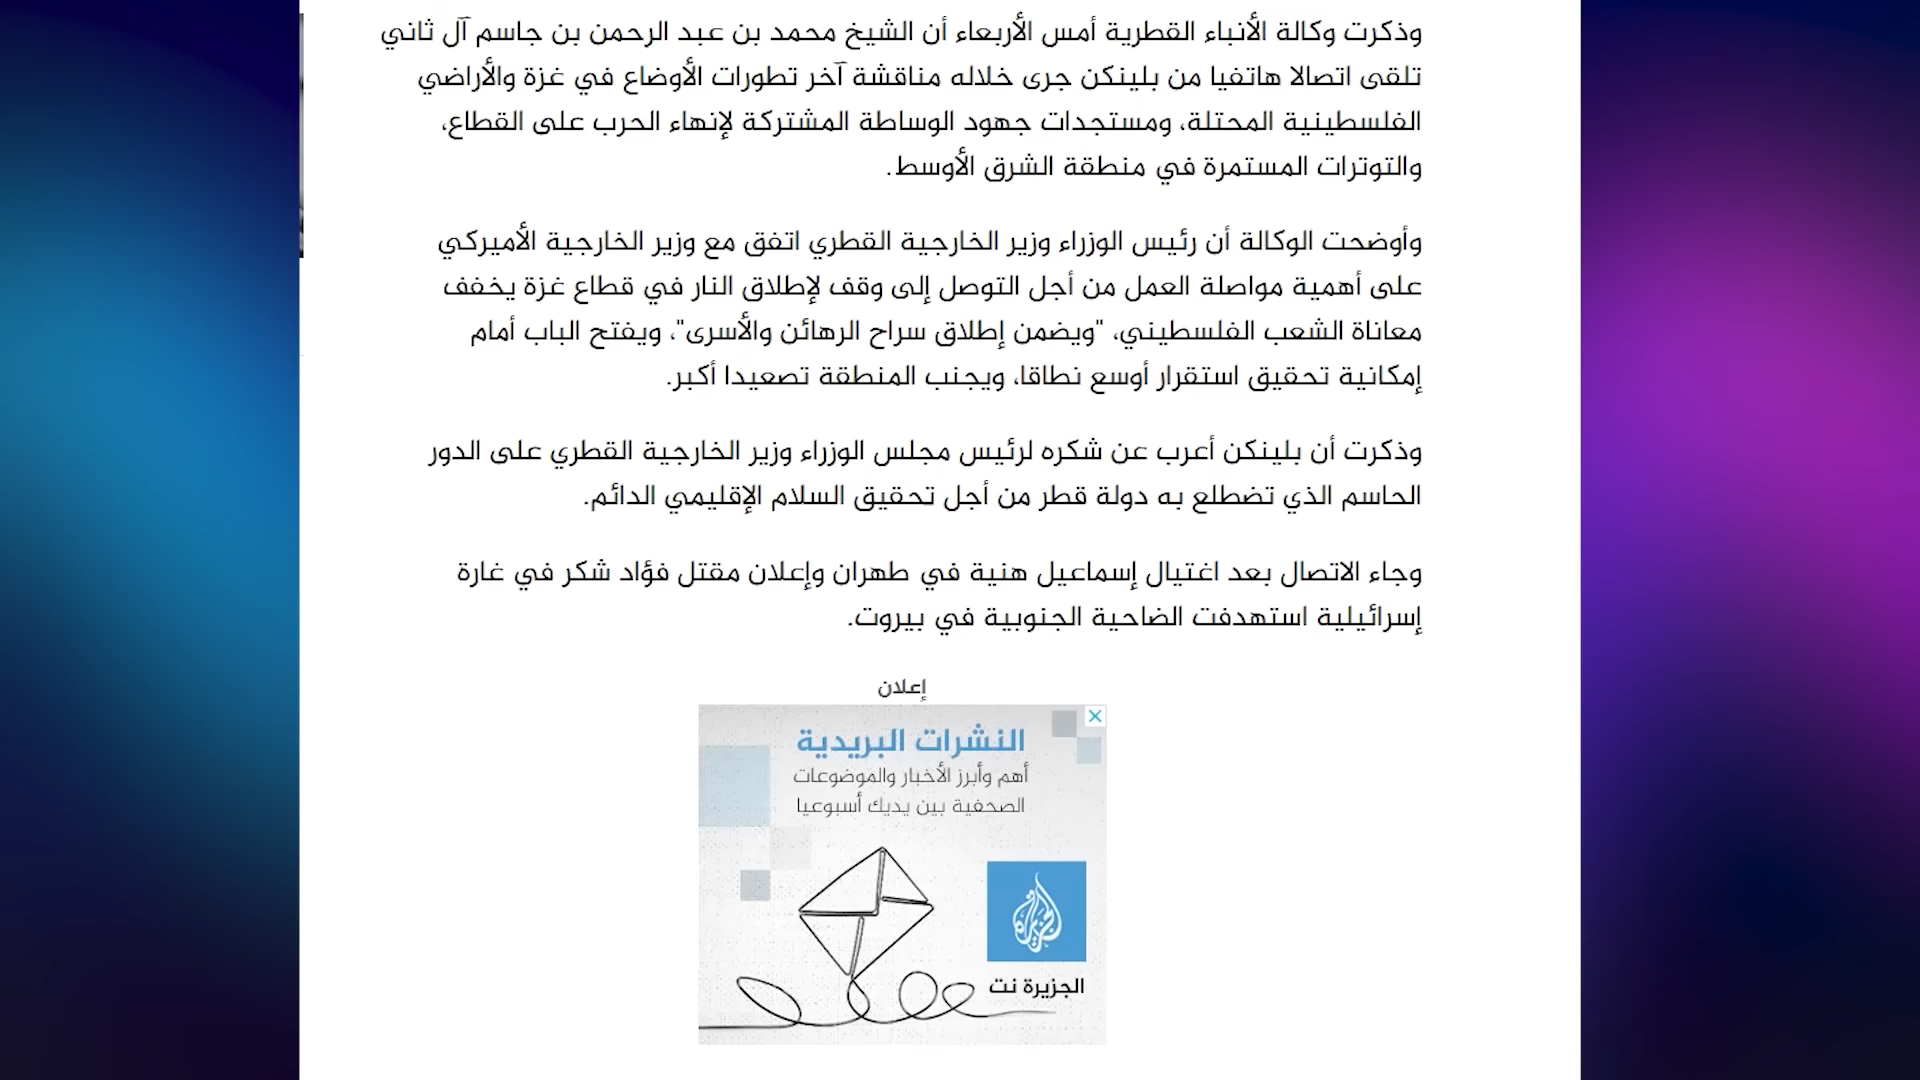 وذكرت وكالة الأنباء القطرية أمس الأربعاء أن الشيخ محمد بن عبد الرحمن بن جاسم آل ثاني
تلقى اتصالا هاتفيا من بلينكن جرى خلاله مناقشة آخر تطورات الأوضاع في غزة والأراضي
الفلسطينية المحتلة، ومستجدات جهود الوساطة المشتركة لإنهاء الحرب على القطاع،
والتوترات المستمرة في منطقة الشرق الأوسط.
وأوضحت الوكالة أن رئيس الوزراء وزير الخارجية القطري اتفق مع وزير الخارجية الأميركي
على أهمية مواصلة العمل من أجل التوصل إلى وقف لإطلاق النار في قطاع غزة يخفف
معاناة الشعب الفلسطيني، "ويضمن إطلاق سراح الرهائن والأسرى"، ويفتح الباب أمام
إمكانية تحقيق استقرار أوسع نطاقا، ويجنب المنطقة تصعيدا أكبر.
وذكرت أن بلينكن أعرب عن شكره لرئيس مجلس الوزراء وزير الخارجية القطري على الدور
الحاسم الذي تضطلع به دولة قطر من أجل تحقيق السلام الإقليمي الدائم.
وجاء الاتصال بعد اغتيال إسماعيل هنية في طهران وإعلان مقتل فؤاد شكر في غارة
إسرائيلية استهدفت الضاحية الجنوبية في بيروت.
إعلان
النشرات البريدية
أهم وأبرز الأخبار والموضوعات
الصحفية بين يديك أسبوعيا
الجزيرة
الجزيرة نت